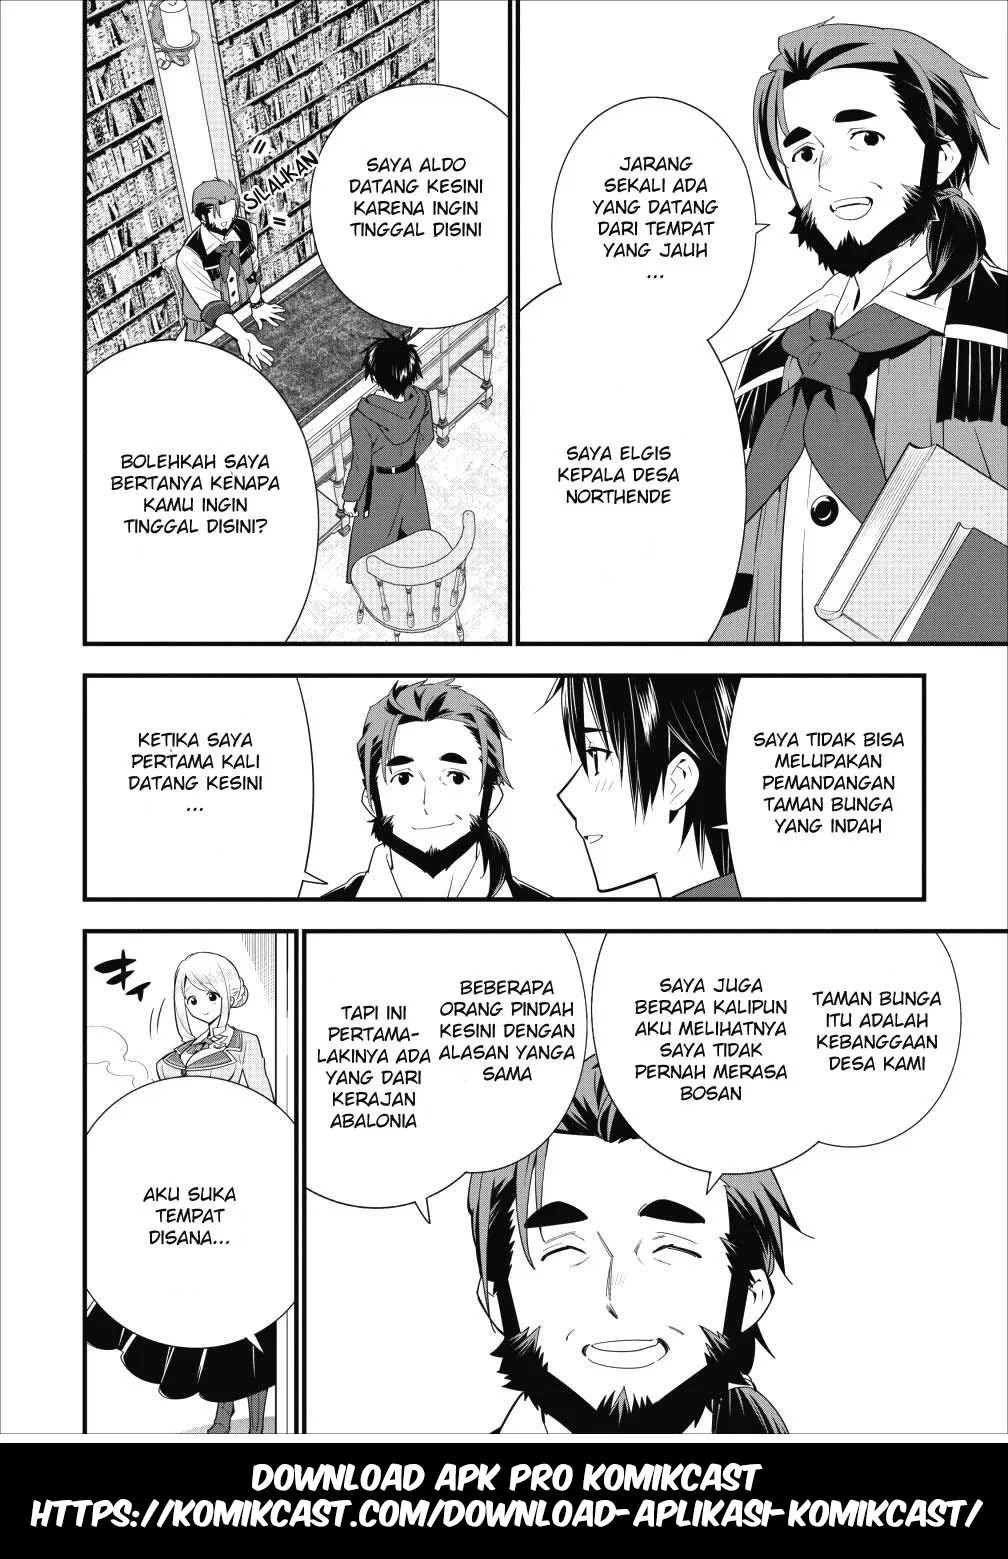 JARANG
SEKALI ADA
YANG DATANG
DARI TEMPAT
YANG JAUH
...
SAYA ELGIS
KEPALA DESA
NORTHENDE
SAYA ALDO
DATANG KESINI
KARENA INGIN
TINGGAL DISINI
SILAHKAN
BOLEHKAH SAYA
BERTANYA KENAPA
KAMU INGIN
TINGGAL DISINI?
SAYA TIDAK BISA
MELUPAKAN
PEMANDANGAN
TAMAN BUNGA
YANG INDAH
KETIKA SAYA
PERTAMA KALI
DATANG KESINI
...
TAMAN BUNGA
ITU ADALAH
KEBANGGAAN
DESA KAMI
SAYA JUGA
BERAPA KALIPUN
AKU MELIHATNYA
SAYA TIDAK
PERNAH MERASA
BOSAN
BEBERAPA
ORANG PINDAH
KESINI DENGAN
ALASAN YANGA
SAMA
TAPI INI
PERTAMA-
LAKINYA ADA
YANG DARI
KERAJAN
ABALONIA
AKU SUKA
TEMPAT
DISANA...
DOWNLOAD APK PRO KOMIKCAST
HTTPS://KOMIKCAST.COM/DOWNLOAD-APLIKASI-KOMIKCAST/